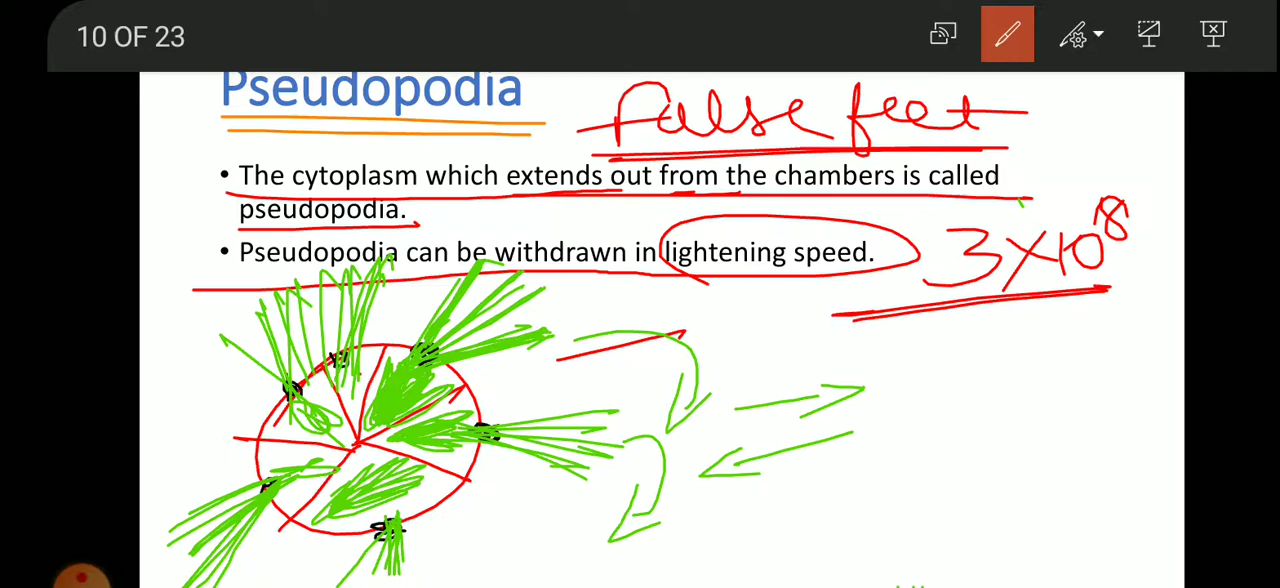 10 OF 23
Pseudopodia
False feet
• The cytoplasm which extends out from the chambers is called
pseudopodia.
• Pseudopodia can be withdrawn in lightening speed.
3×10⁸